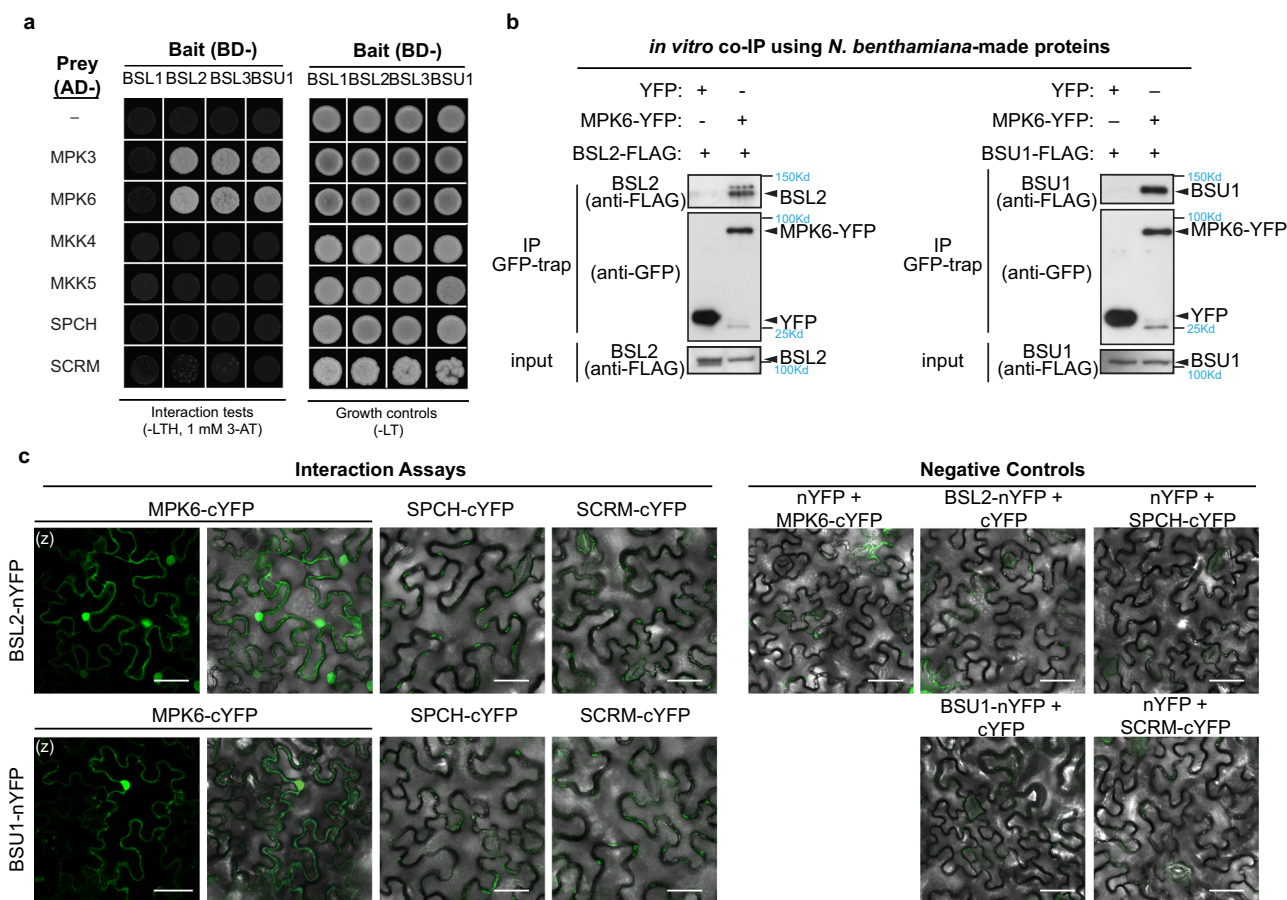 a
Bait (BD-)
Bait (BD-)
Prey
(AD-)
BSL1 BSL2 BSL3 BSU1
BSL1 BSL2 BSL3 BSU1
–
MPK3
MPK6
MKK4
MKK5
SPCH
SCRM
Interaction tests
(-LTH, 1 mM 3-AT)
Growth controls
(-LT)
b
in vitro co-IP using N. benthamiana-made proteins
YFP: + -
MPK6-YFP: - +
BSL2-FLAG: + +
IP
GFP-trap
BSL2
(anti-FLAG)
150Kd
BSL2
(anti-GFP)
100Kd
MPK6-YFP
YFP
25Kd
input
BSL2
(anti-FLAG)
BSL2
100Kd
YFP: + –
MPK6-YFP: – +
BSU1-FLAG: + +
IP
GFP-trap
BSU1
(anti-FLAG)
150Kd
BSU1
(anti-GFP)
100Kd
MPK6-YFP
YFP
25Kd
input
BSU1
(anti-FLAG)
BSU1
100Kd
c
Interaction Assays
Negative Controls
MPK6-cYFP
SPCH-cYFP
SCRM-cYFP
nYFP +
MPK6-cYFP
BSL2-nYFP +
cYFP
nYFP +
SPCH-cYFP
BSL2-nYFP
(z)
MPK6-cYFP
SPCH-cYFP
SCRM-cYFP
BSU1-nYFP +
cYFP
nYFP +
SCRM-cYFP
BSU1-nYFP
(z)